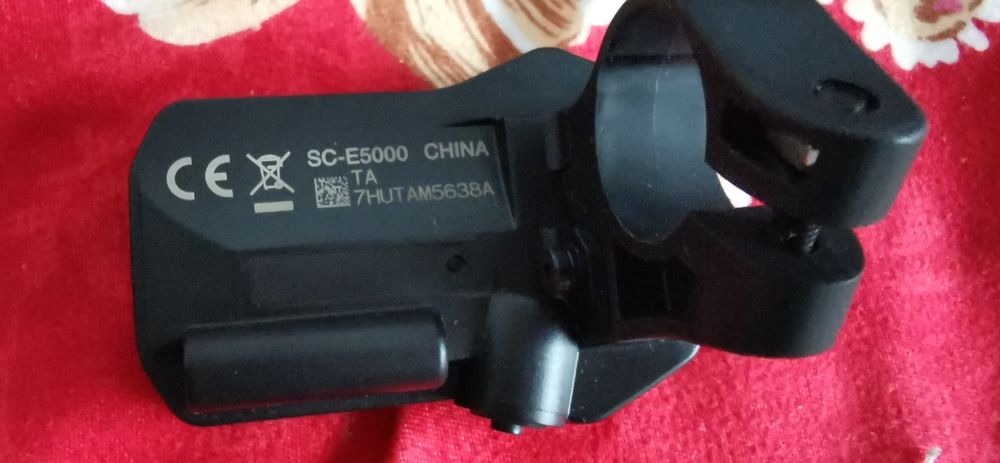 CE SC-E5000 CHINA
TA
7HUTAM5638A